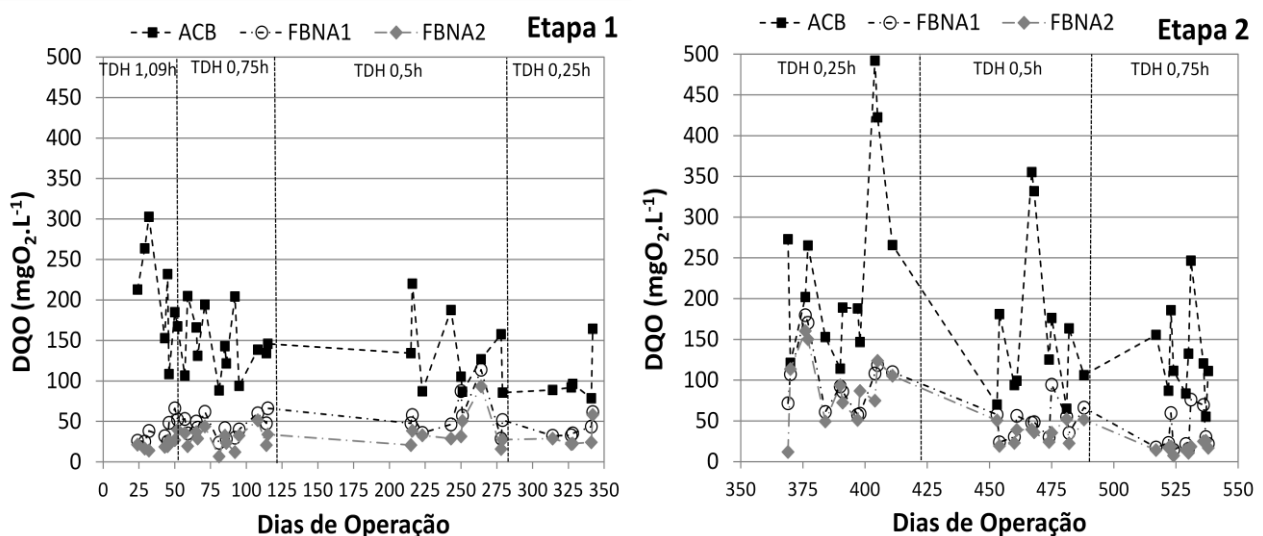 ACB FBNA1 FBNA2 Etapa 1
TDH 1,09h TDH 0,75h TDH 0,5h TDH 0,25h
500
450
400
350
300
250
200
150
100
50
0
DQO (mgO₂.L⁻¹)
0 25 50 75 100 125 150 175 200 225 250 275 300 325 350
Dias de Operação
ACB FBNA1 FBNA2 Etapa 2
TDH 0,25h TDH 0,5h TDH 0,75h
500
450
400
350
300
250
200
150
100
50
0
DQO (mgO₂.L⁻¹)
350 375 400 425 450 475 500 525 550
Dias de Operação